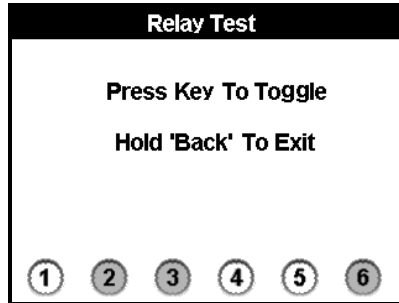 Relay Test
Press Key To Toggle
Hold 'Back' To Exit
1 2 3 4 5 6